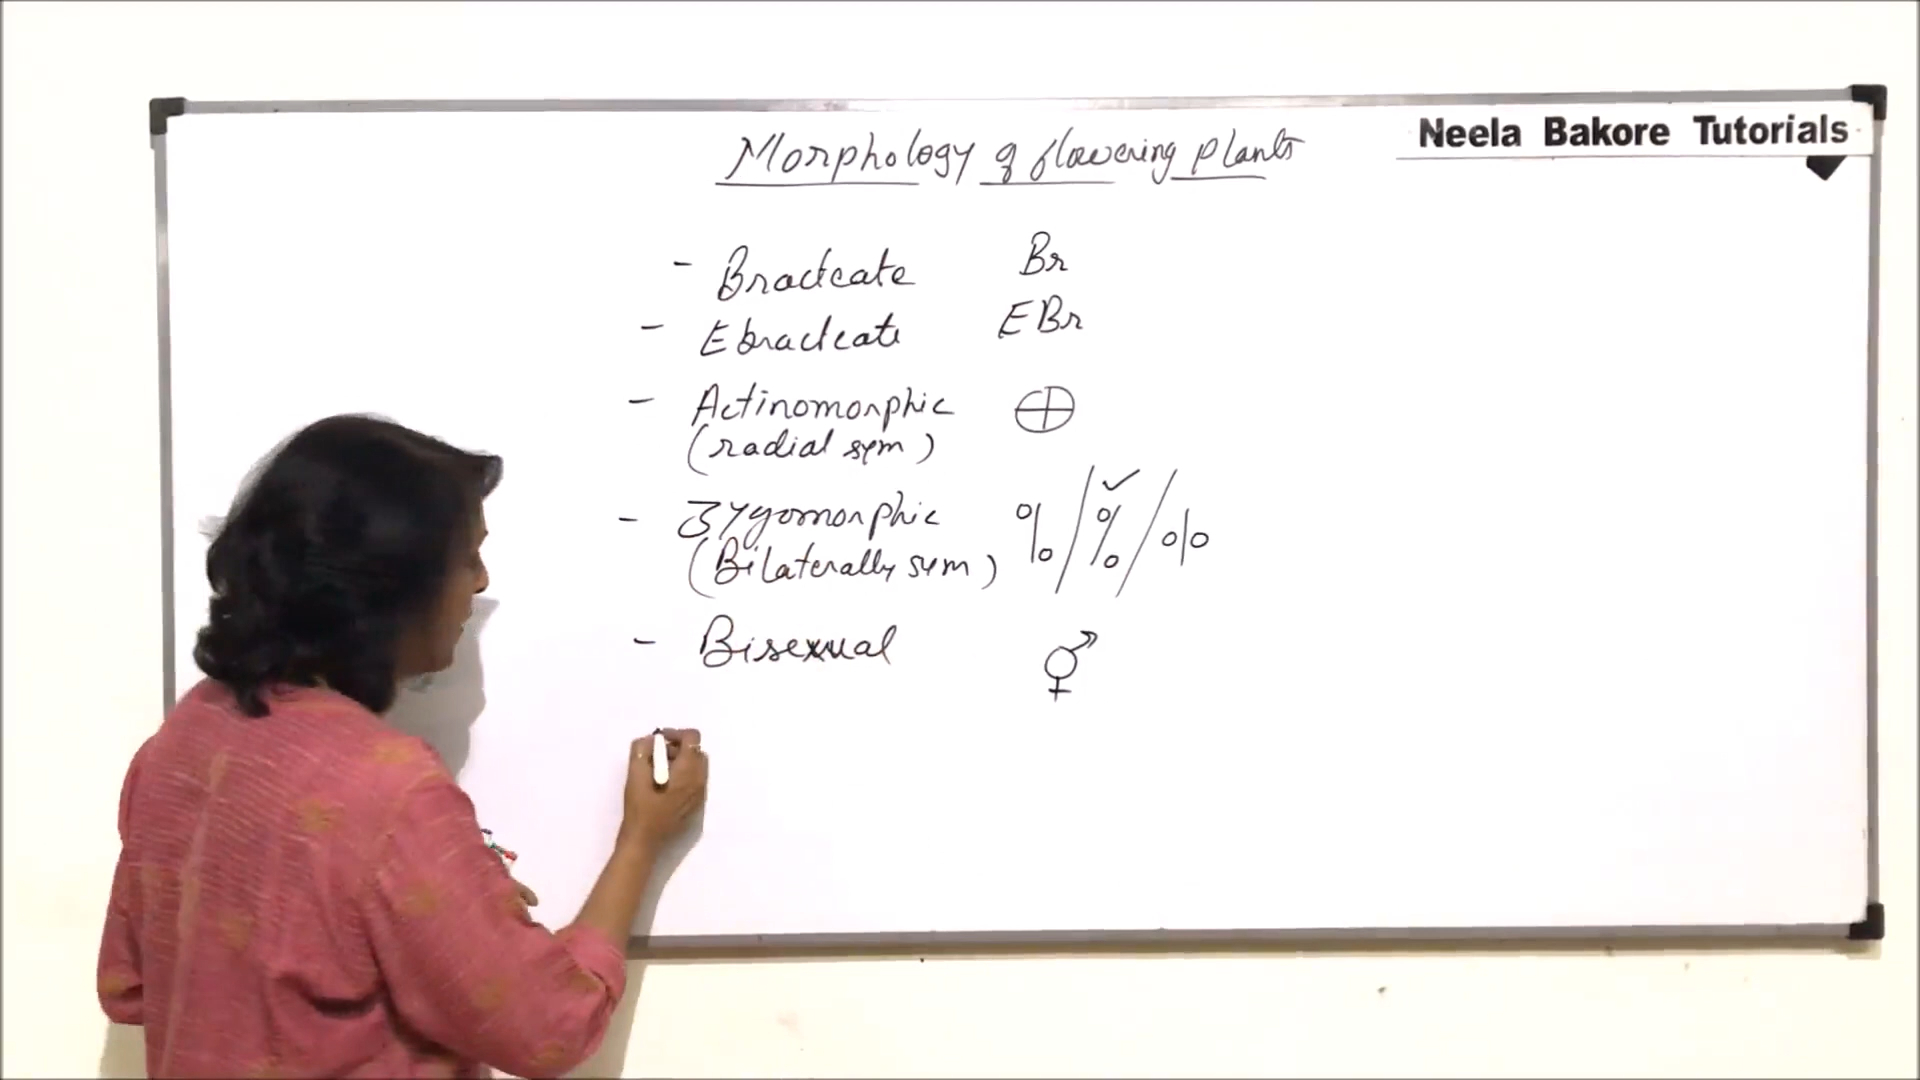 Neela Bakore Tutorials
Morphology of flowering plants
- Bracteate Br
- Ebracteate EBr
- Actinomorphic ⊕
(radial sym)
- Zygomorphic % / % / o|o
(Bilaterally sym)
- Bisexual ⚥